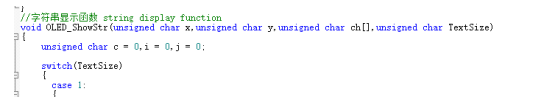 }
//字符串显示函数 string display function
void OLED_ShowStr(unsigned char x,unsigned char y,unsigned char ch[],unsigned char TextSize)
{
unsigned char c = 0,i = 0,j = 0;
switch(TextSize)
{
case 1:
{